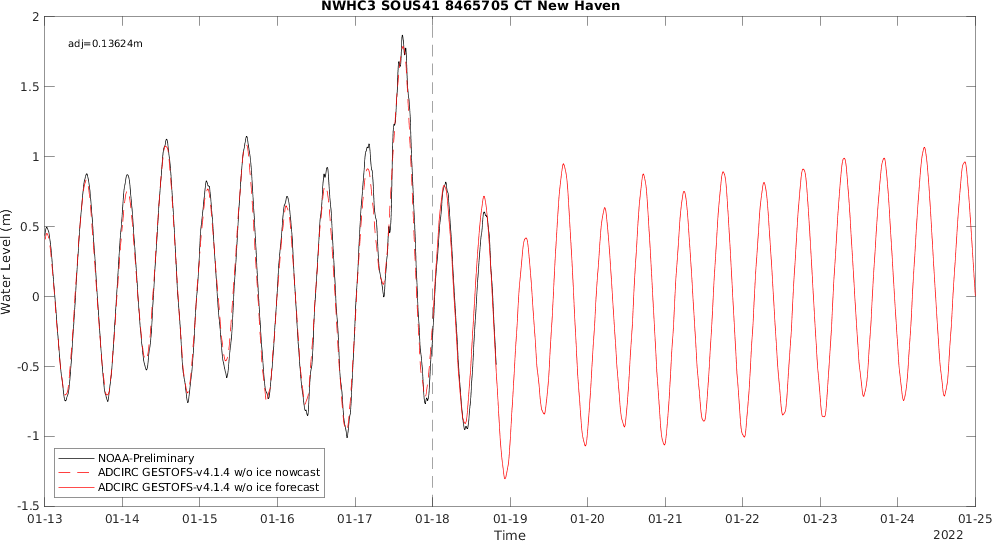 NWHC3 SOUS41 8465705 CT New Haven
adj=0.13624m
2
1.5
1
0.5
0
-0.5
-1
-1.5
Water Level (m)
NOAA-Preliminary
ADCIRC GESTOFS-v4.1.4 w/o ice nowcast
ADCIRC GESTOFS-v4.1.4 w/o ice forecast
01-13 01-14 01-15 01-16 01-17 01-18 01-19 01-20 01-21 01-22 01-23 01-24 01-25
Time
2022